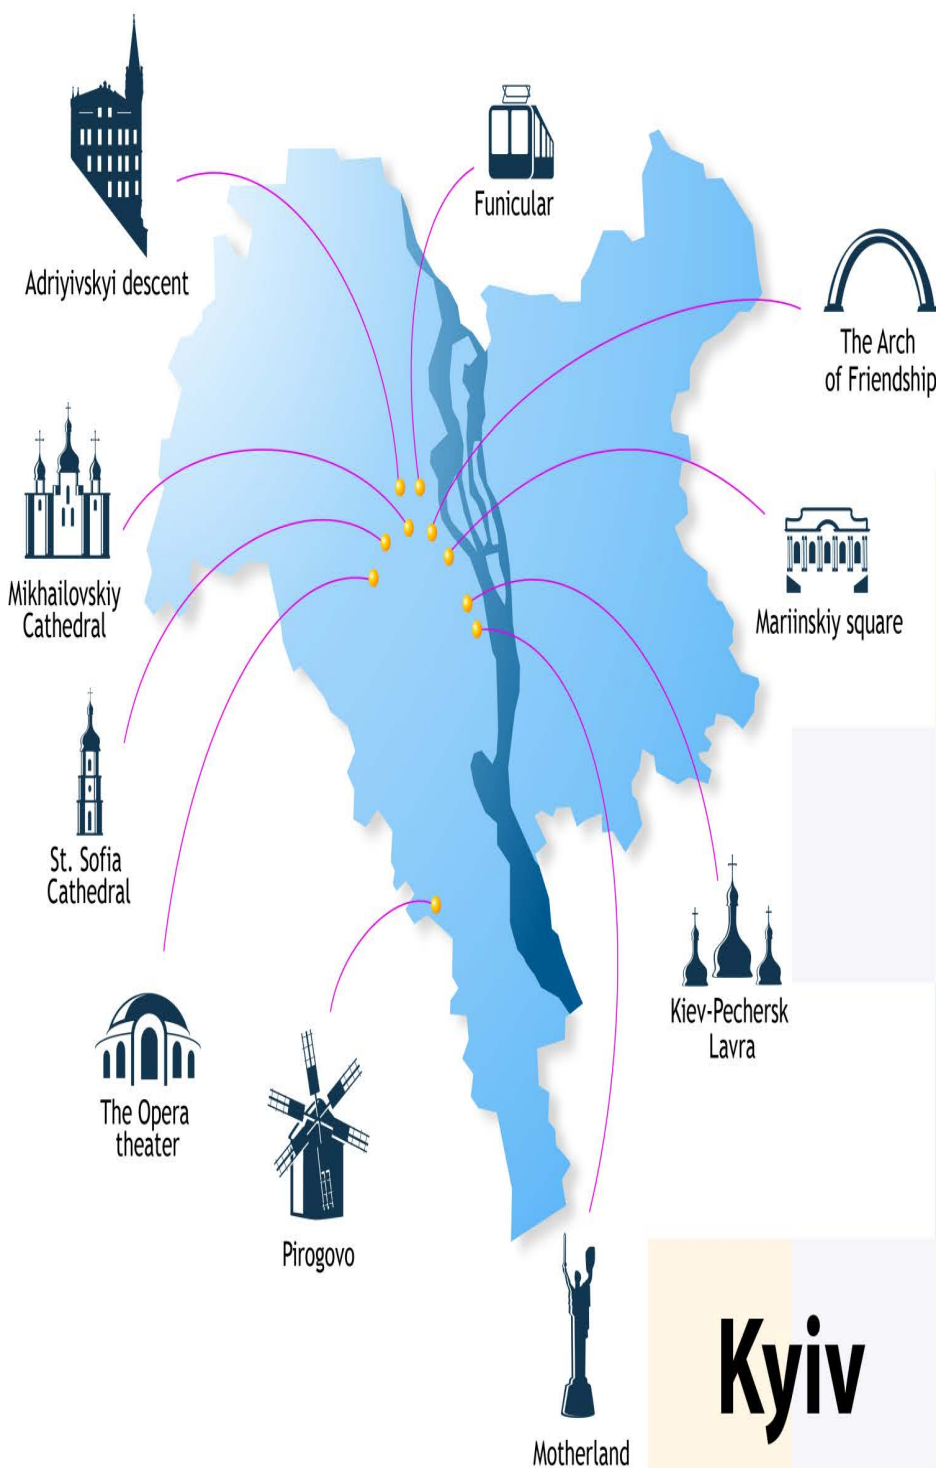 Funicular
Adriyivskyi descent
The Arch
of Friendship
Mikhailovskiy
Cathedral
Mariinskiy square
St. Sofia
Cathedral
Kiev-Pechersk
Lavra
The Opera
theater
Pirogovo
Motherland
Kyiv